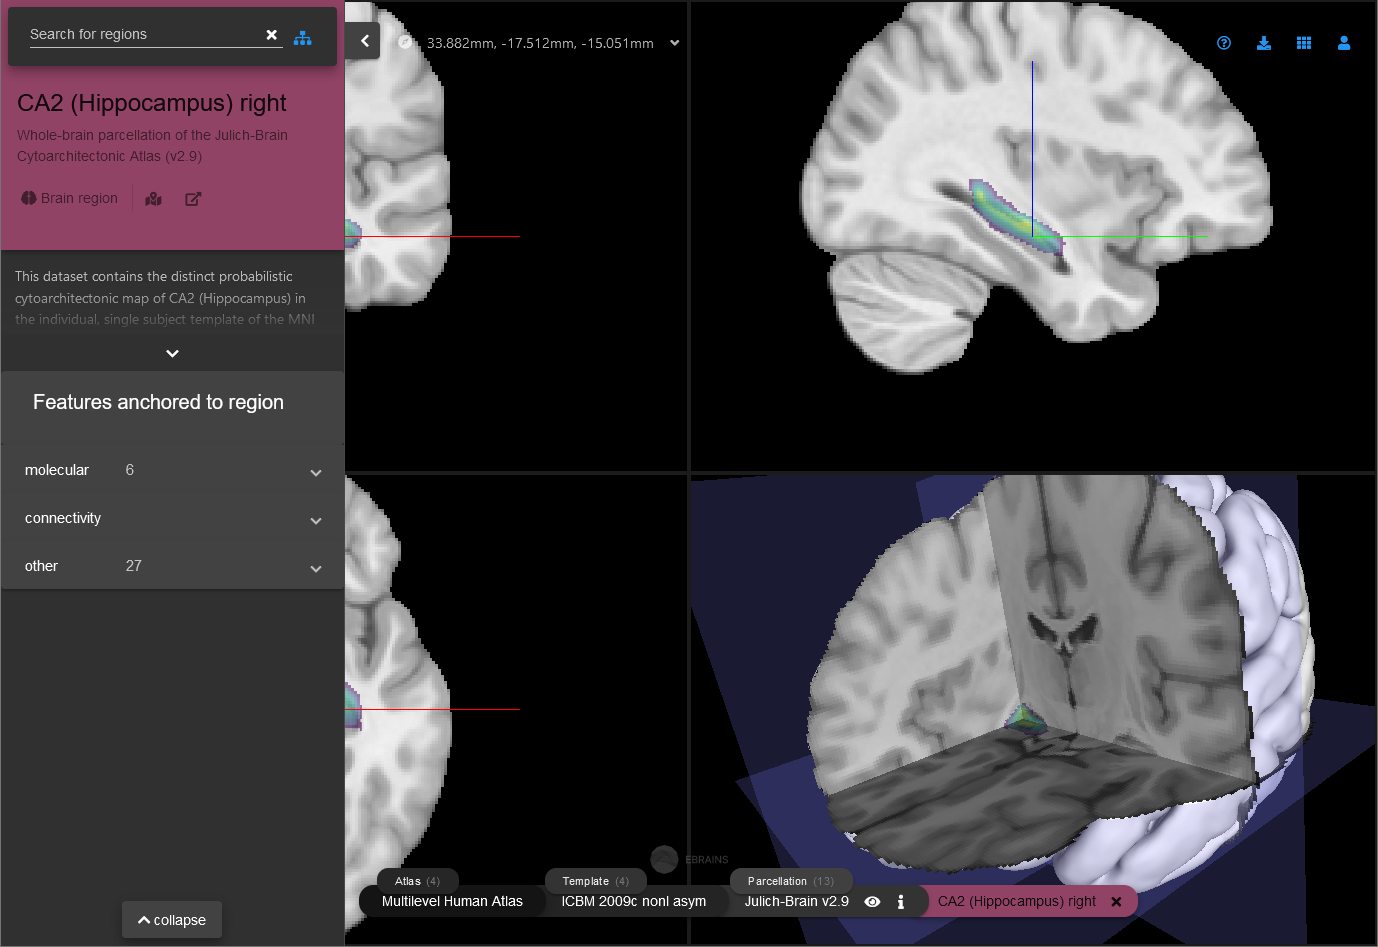 Search for regions
33.882mm, -17.512mm, -15.051mm
CA2 (Hippocampus) right
Whole-brain parcellation of the Julich-Brain
Cytoarchitectonic Atlas (v2.9)
Brain region
This dataset contains the distinct probabilistic
cytoarchitectonic map of CA2 (Hippocampus) in
the individual, single subject template of the MNI
Features anchored to region
molecular 6
connectivity
other 27
EBRAINS
Atlas (4)
Template (4)
Parcellation (13)
Multilevel Human Atlas
ICBM 2009c nonl asym
Julich-Brain v2.9
CA2 (Hippocampus) right
collapse